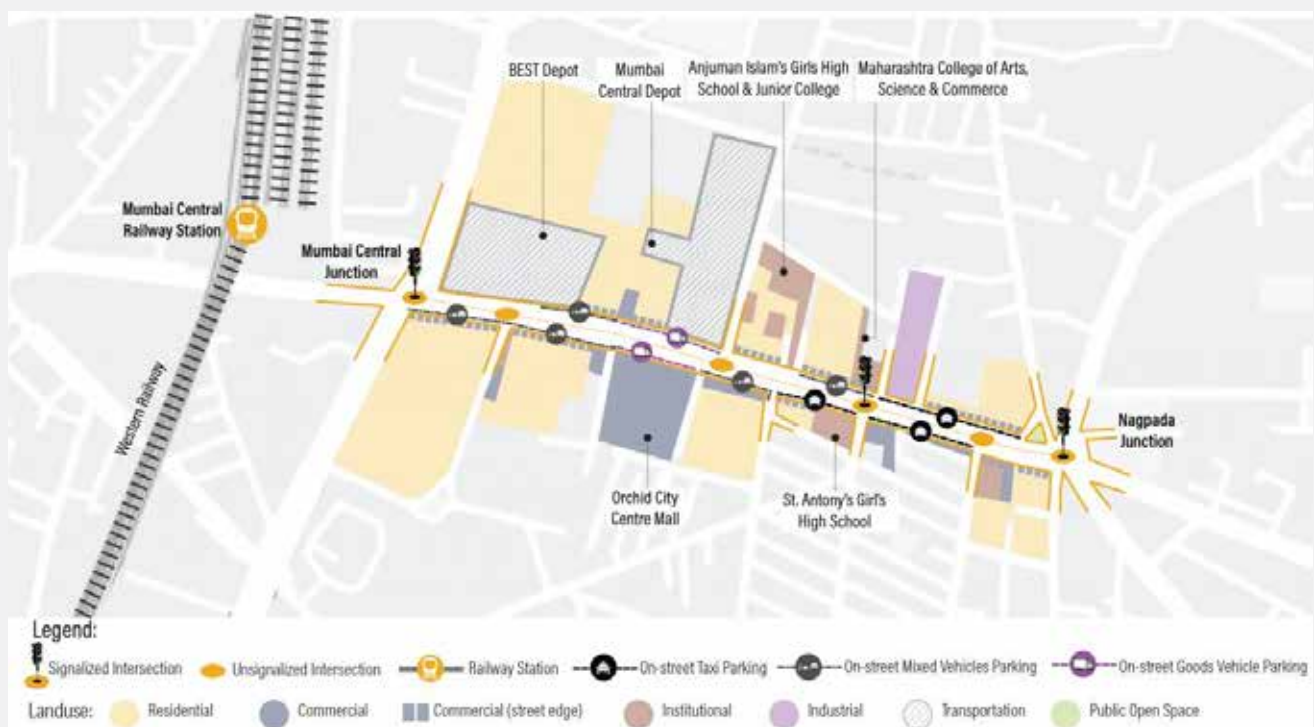 BEST Depot
Mumbai
Central Depot
Anjuman Islam's Girls High
School & Junior College
Maharashtra College of Arts,
Science & Commerce
Mumbai Central
Railway Station
Mumbai Central
Junction
Western Railway
Nagpada
Junction
Orchid City
Centre Mall
St. Antony's Girl's
High School
Legend:
Signalized Intersection
Unsignalized Intersection
Railway Station
On-street Taxi Parking
On-street Mixed Vehicles Parking
On-street Goods Vehicle Parking
Landuse:
Residential
Commercial
Commercial (street edge)
Institutional
Industrial
Transportation
Public Open Space